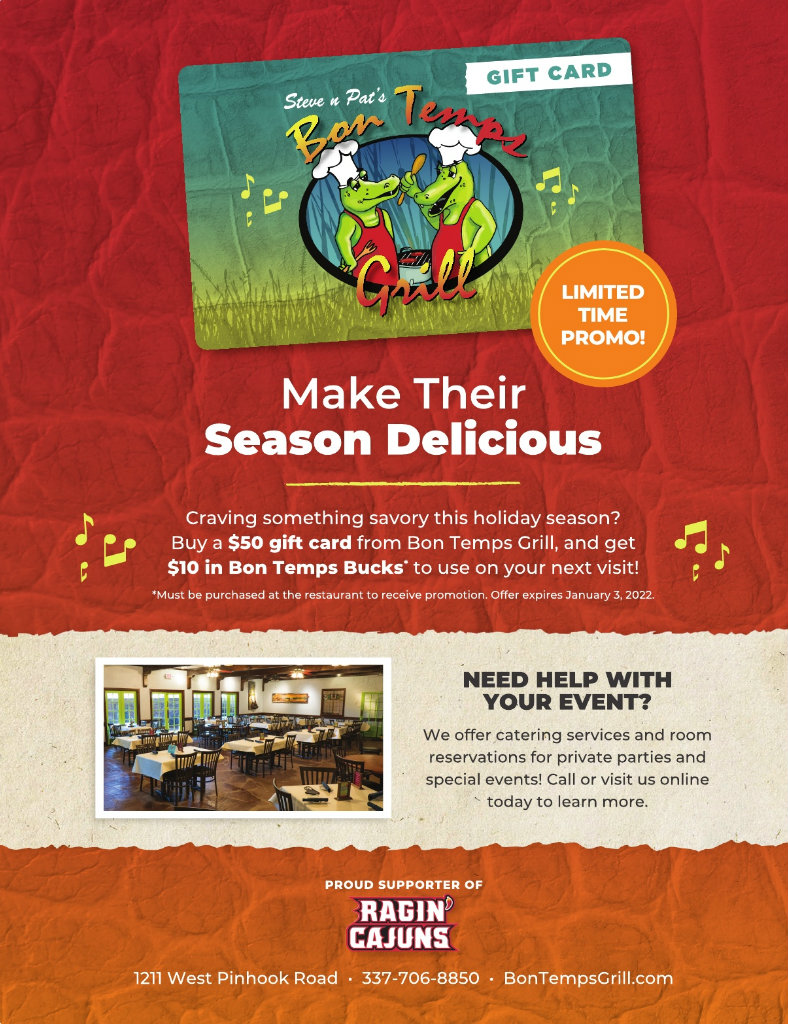 GIFT CARD
Steve n Pat's
Bon Temps
Grill
LIMITED
TIME
PROMO!
Make Their
Season Delicious
Craving something savory this holiday season?
Buy a $50 gift card from Bon Temps Grill, and get
$10 in Bon Temps Bucks* to use on your next visit!
*Must be purchased at the restaurant to receive promotion. Offer expires January 3, 2022.
NEED HELP WITH
YOUR EVENT?
We offer catering services and room
reservations for private parties and
special events! Call or visit us online
today to learn more.
PROUD SUPPORTER OF
RAGIN'
CAJUNS
1211 West Pinhook Road • 337-706-8850 • BonTempsGrill.com